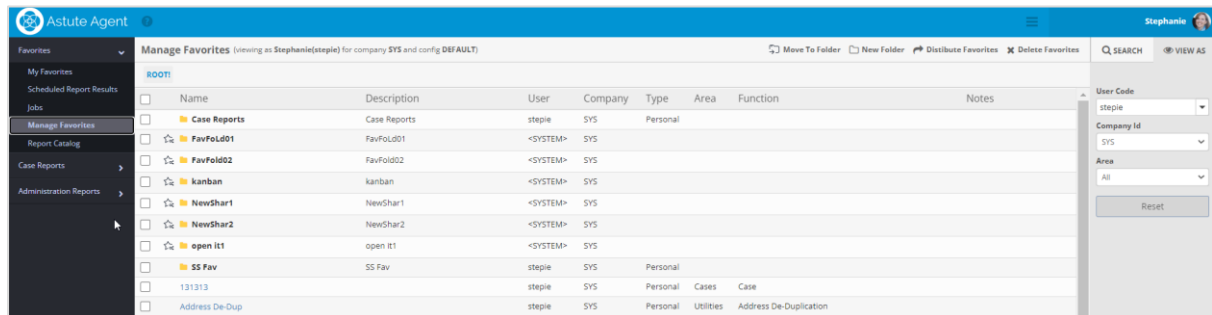 Astute Agent
Stephanie
Favorites
My Favorites
Scheduled Report Results
Jobs
Manage Favorites
Report Catalog
Case Reports
Administration Reports
Manage Favorites (viewing as Stephanie(stepie) for company SYS and config DEFAULT)
Move To Folder New Folder Distibute Favorites Delete Favorites
ROOT!
Name Description User Company Type Area Function Notes
Case Reports Case Reports stepie SYS Personal
FavFoLd01 FavFoLd01 <SYSTEM> SYS
FavFold02 FavFold02 <SYSTEM> SYS
kanban kanban <SYSTEM> SYS
NewShar1 NewShar1 <SYSTEM> SYS
NewShar2 NewShar2 <SYSTEM> SYS
open it1 open it1 <SYSTEM> SYS
SS Fav SS Fav stepie SYS Personal
131313 stepie SYS Personal Cases Case
Address De-Dup stepie SYS Personal Utilities Address De-Duplication
SEARCH VIEW AS
User Code
stepie
Company Id
SYS
Area
All
Reset